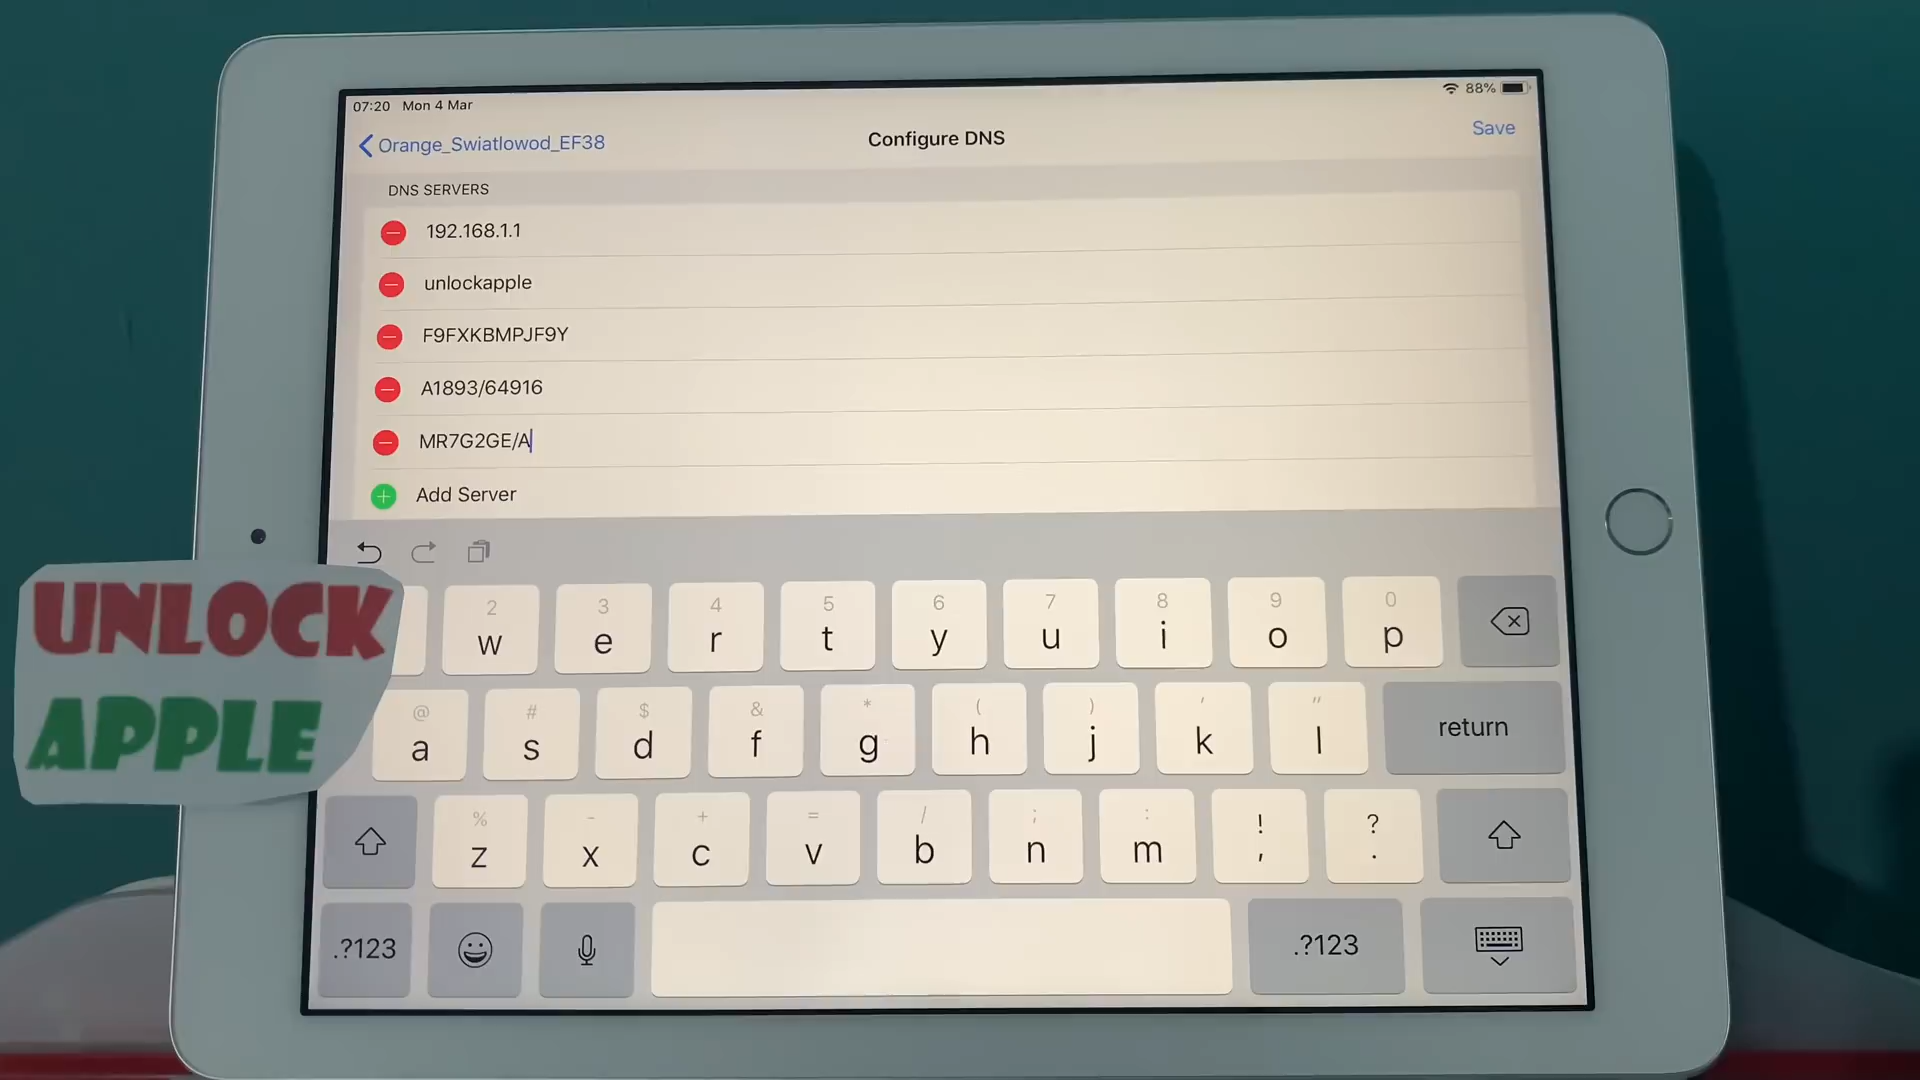 07:20 Mon 4 Mar
88%
Orange_Swiatlowod_EF38
Configure DNS
Save
DNS SERVERS
192.168.1.1
unlockapple
F9FXKBMPJF9Y
A1893/64916
MR7G2GE/A
Add Server
2 3 4 5 6 7 8 9 0
w e r t y u i o p
@ # $ & * ( ) ' "
a s d f g h j k l return
% - + = / ; : ! ?
z x c v b n m , .
.?123 .?123
UNLOCK
APPLE